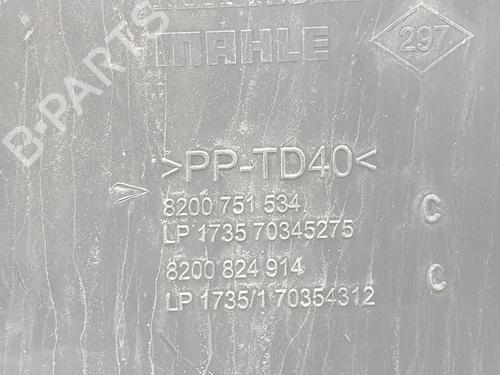 MAHLE
297
>PP-TD40<
8200 751 534 C
LP 1735 70345275
8200 824 914 C
LP 1735/1 70354312
B-PARTS